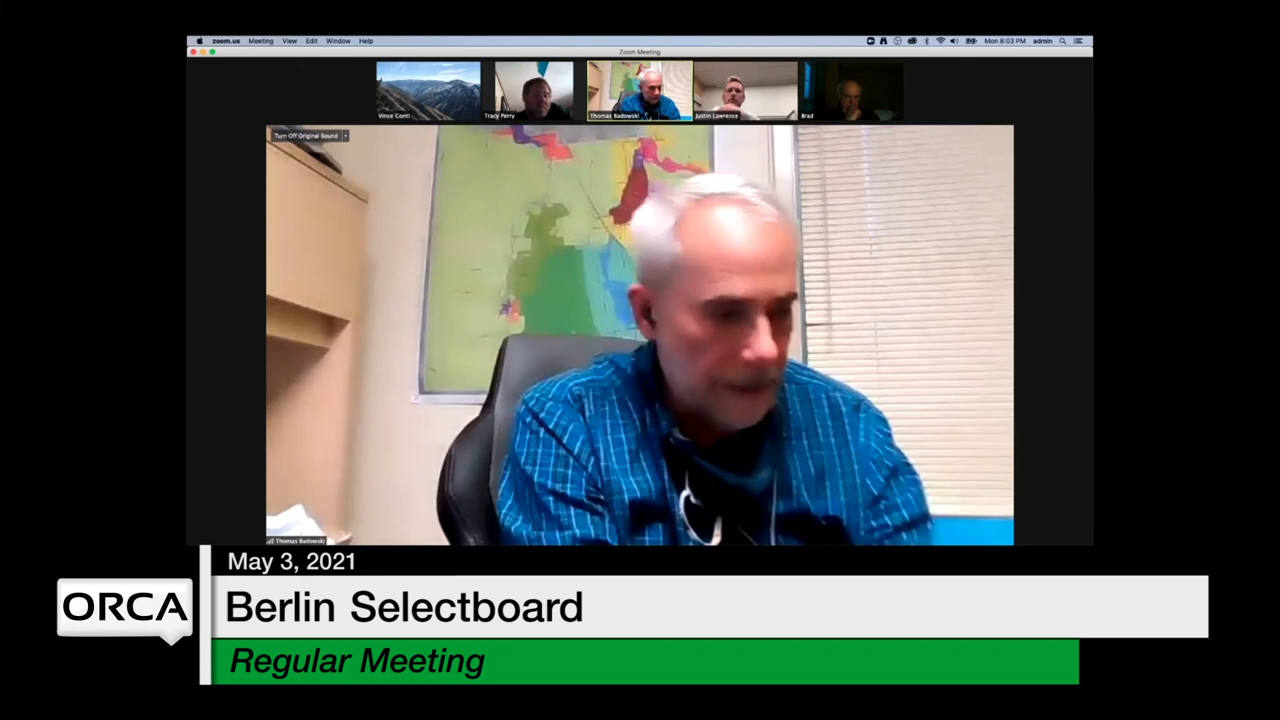 zoom.us Meeting View Edit Window Help Mon 8:03 PM admin
Zoom Meeting
Vince Conti Tracy Perry Thomas Badowski Justin Lawrence Brad
Turn Off Original Sound
Thomas Badowski
May 3, 2021
ORCA
Berlin Selectboard
Regular Meeting